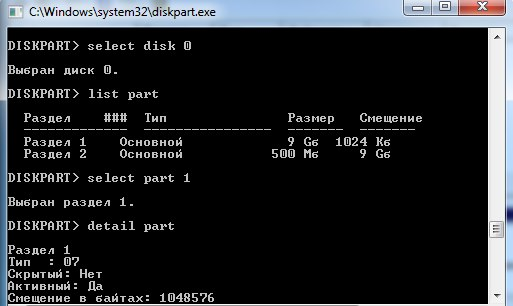 C:\Windows\system32\diskpart.exe
DISKPART> select disk 0
Выбран диск 0.
DISKPART> list part
Раздел    ###  Тип                 Размер   Смещение
-------------  ----------------  -------  -------
Раздел 1    Основной             9 Gб  1024 Kб
Раздел 2    Основной           500 Mб     9 Gб
DISKPART> select part 1
Выбран раздел 1.
DISKPART> detail part
Раздел 1
Тип  : 07
Скрытый: Нет
Активный: Да
Смещение в байтах: 1048576